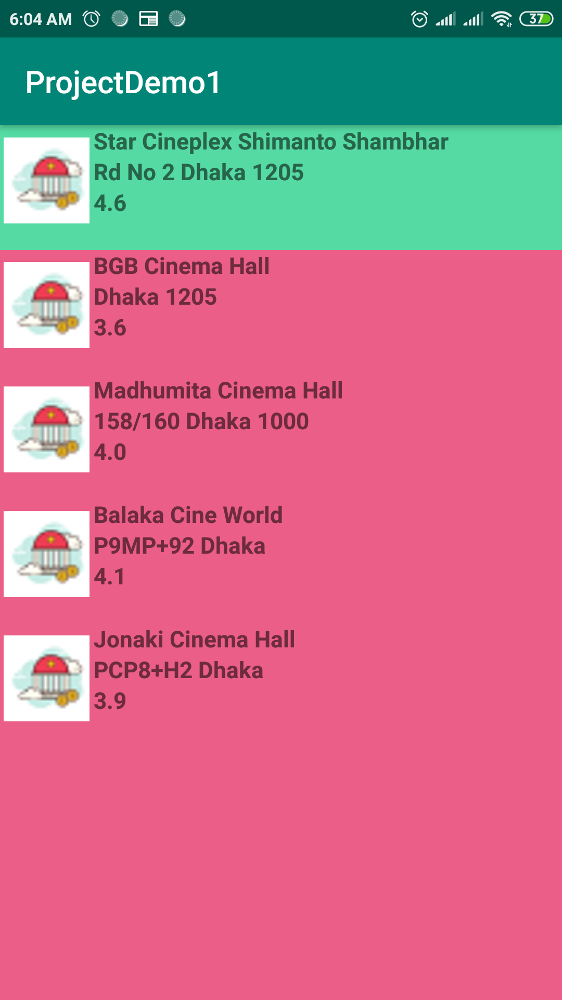 6:04 AM
37
ProjectDemo1
Star Cineplex Shimanto Shambhar
Rd No 2 Dhaka 1205
4.6
BGB Cinema Hall
Dhaka 1205
3.6
Madhumita Cinema Hall
158/160 Dhaka 1000
4.0
Balaka Cine World
P9MP+92 Dhaka
4.1
Jonaki Cinema Hall
PCP8+H2 Dhaka
3.9